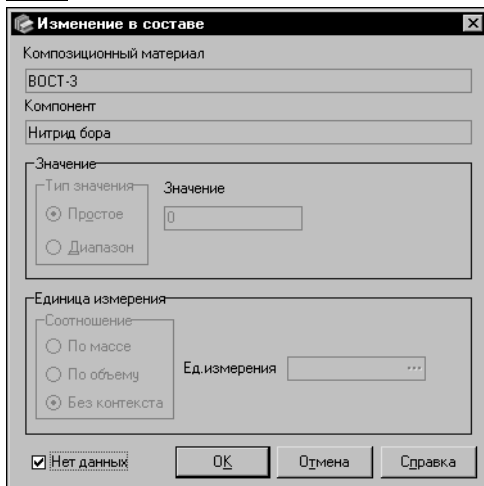 Изменение в составе
Композиционный материал
ВОСТ-3
Компонент
Нитрид бора
Значение
Тип значения
Значение
Простое
0
Диапазон
Единица измерения
Соотношение
По массе
По объему
Ед.измерения
...
Без контекста
Нет данных
OK
Отмена
Справка